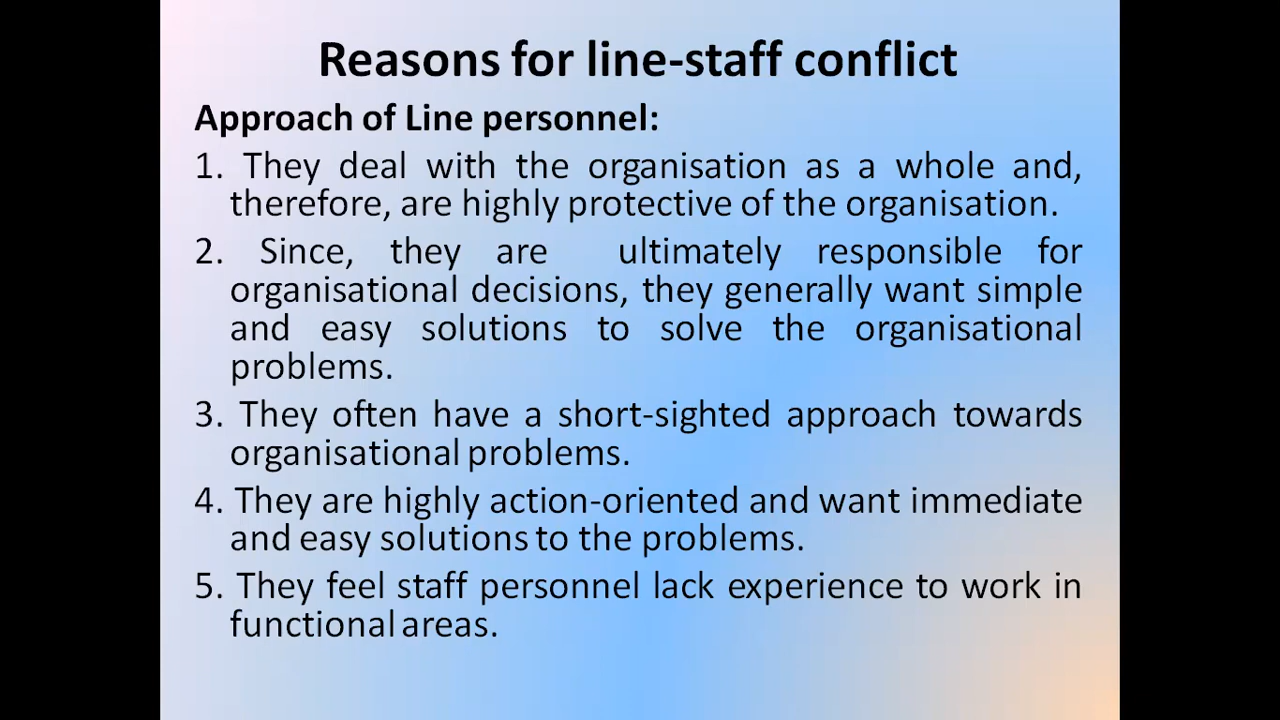 Reasons for line-staff conflict
Approach of Line personnel:
1. They deal with the organisation as a whole and,
therefore, are highly protective of the organisation.
2. Since, they are ultimately responsible for
organisational decisions, they generally want simple
and easy solutions to solve the organisational
problems.
3. They often have a short-sighted approach towards
organisational problems.
4. They are highly action-oriented and want immediate
and easy solutions to the problems.
5. They feel staff personnel lack experience to work in
functional areas.